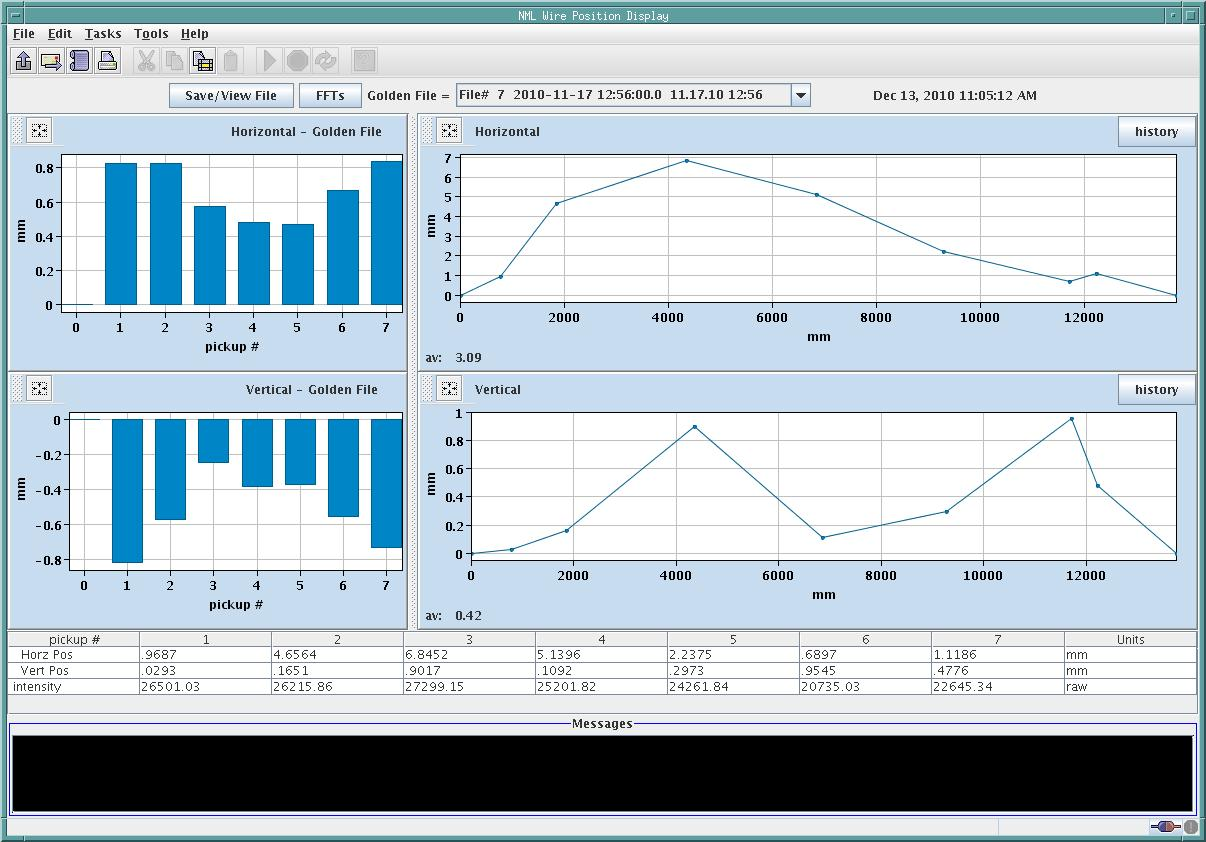 NML Wire Position Display
File Edit Tasks Tools Help
Save/View File FFTs Golden File = File# 7 2010-11-17 12:56:00.0 11.17.10 12:56 Dec 13, 2010 11:05:12 AM
Horizontal - Golden File
0.8
0.6
0.4
0.2
0
mm
0 1 2 3 4 5 6 7
pickup #
Horizontal history
7
6
5
4
3
2
1
0
mm
0 2000 4000 6000 8000 10000 12000
mm
av: 3.09
Vertical - Golden File
0
-0.2
-0.4
-0.6
-0.8
mm
0 1 2 3 4 5 6 7
pickup #
Vertical history
1
0.8
0.6
0.4
0.2
0
mm
0 2000 4000 6000 8000 10000 12000
mm
av: 0.42
pickup # 1 2 3 4 5 6 7 Units
Horz Pos .9687 4.6564 6.8452 5.1396 2.2375 .6897 1.1186 mm
Vert Pos .0293 .1651 .9017 .1092 .2973 .9545 .4776 mm
intensity 26501.03 26215.86 27299.15 25201.82 24261.84 20735.03 22645.34 raw
Messages